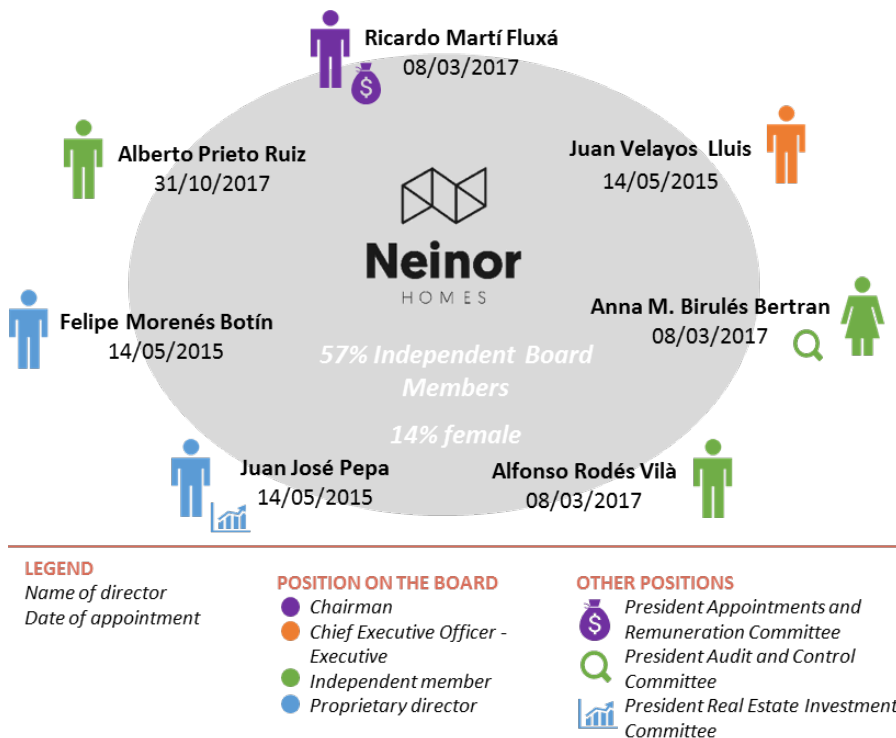 Ricardo Martí Fluxá
08/03/2017
Alberto Prieto Ruiz
31/10/2017
Juan Velayos Lluis
14/05/2015
Neinor
HOMES
Felipe Morenés Botín
14/05/2015
Anna M. Birulés Bertran
08/03/2017
57% Independent Board
Members
14% female
Juan José Pepa
14/05/2015
Alfonso Rodés Vilà
08/03/2017
LEGEND
Name of director
Date of appointment
POSITION ON THE BOARD
Chairman
Chief Executive Officer -
Executive
Independent member
Proprietary director
OTHER POSITIONS
President Appointments and
Remuneration Committee
President Audit and Control
Committee
President Real Estate Investment
Committee